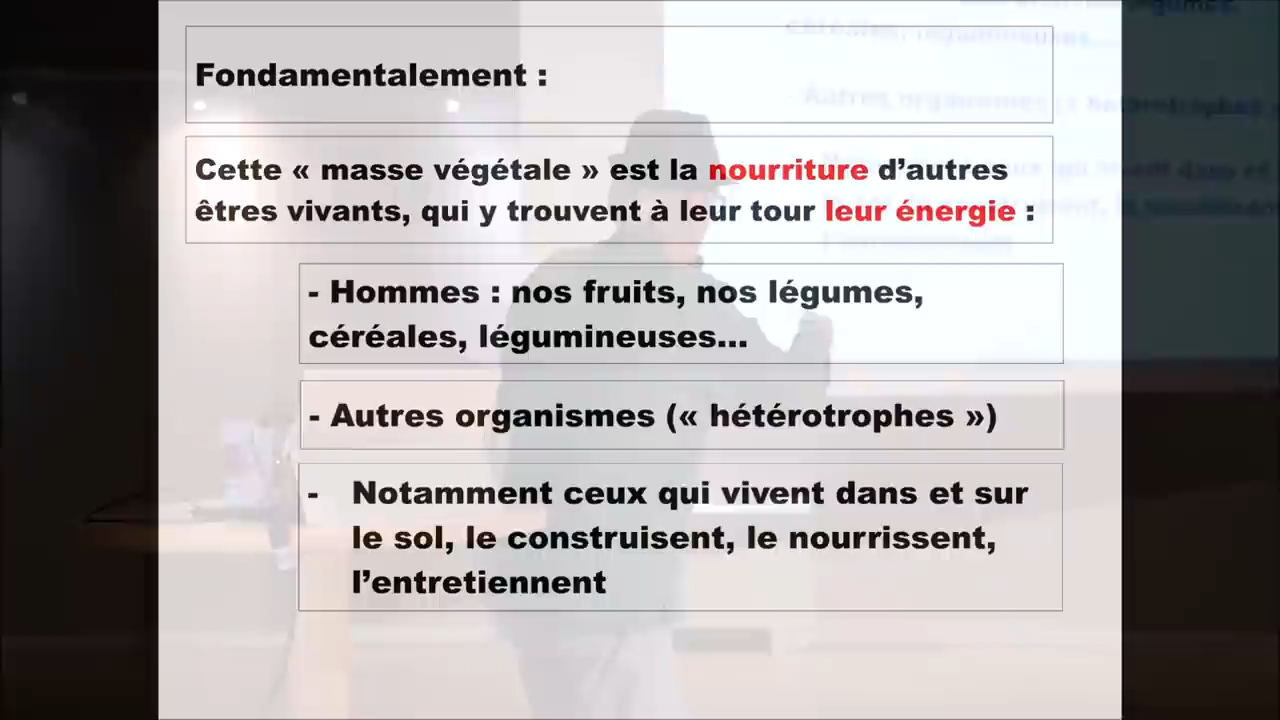 Fondamentalement :
Cette « masse végétale » est la nourriture d’autres
êtres vivants, qui y trouvent à leur tour leur énergie :
- Hommes : nos fruits, nos légumes,
céréales, légumineuses...
- Autres organismes (« hétérotrophes »)
- Notamment ceux qui vivent dans et sur
le sol, le construisent, le nourrissent,
l’entretiennent